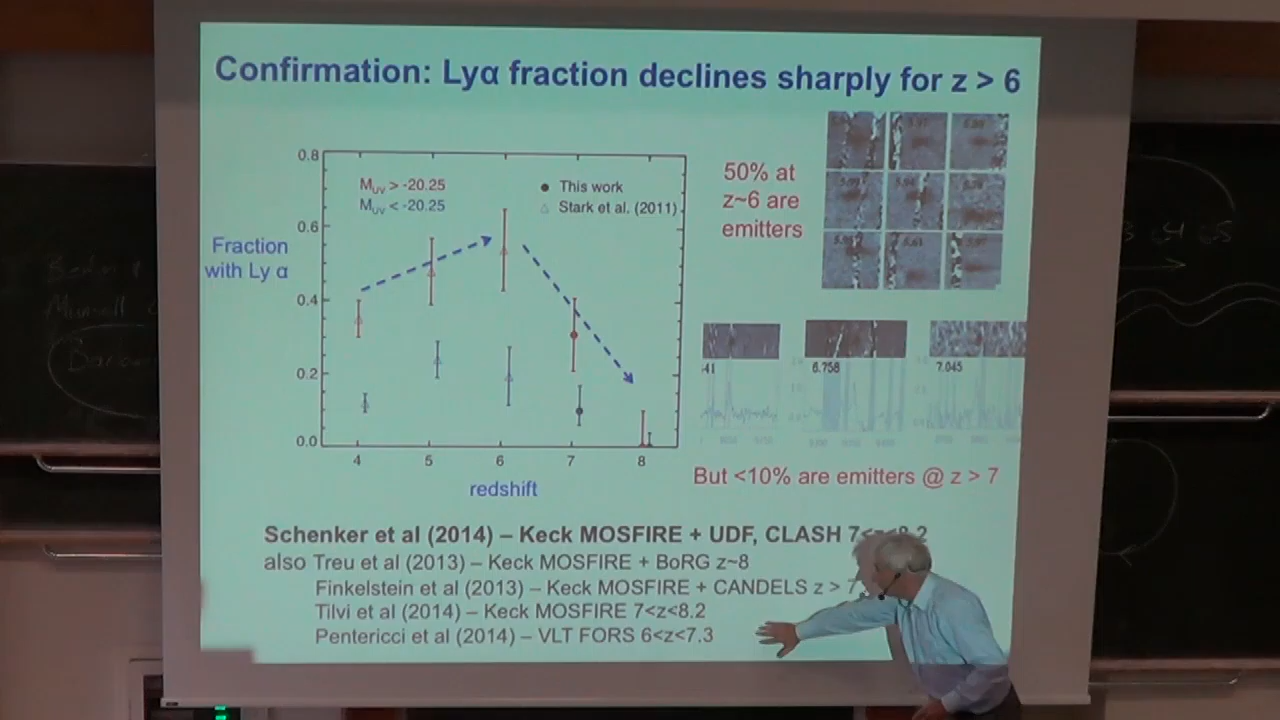 Confirmation: Lyα fraction declines sharply for z > 6
0.8
0.6
0.4
0.2
0.0
Fraction
with Ly α
M_UV > -20.25
M_UV < -20.25
This work
Stark et al. (2011)
4 5 6 7 8
redshift
50% at
z~6 are
emitters
41
6.758
7.045
But <10% are emitters @ z > 7
Schenker et al (2014) – Keck MOSFIRE + UDF, CLASH
also Treu et al (2013) – Keck MOSFIRE + BoRG z~8
Finkelstein et al (2013) – Keck MOSFIRE + CANDELS z > 7
Tilvi et al (2014) – Keck MOSFIRE 7<z<8.2
Pentericci et al (2014) – VLT FORS 6<z<7.3